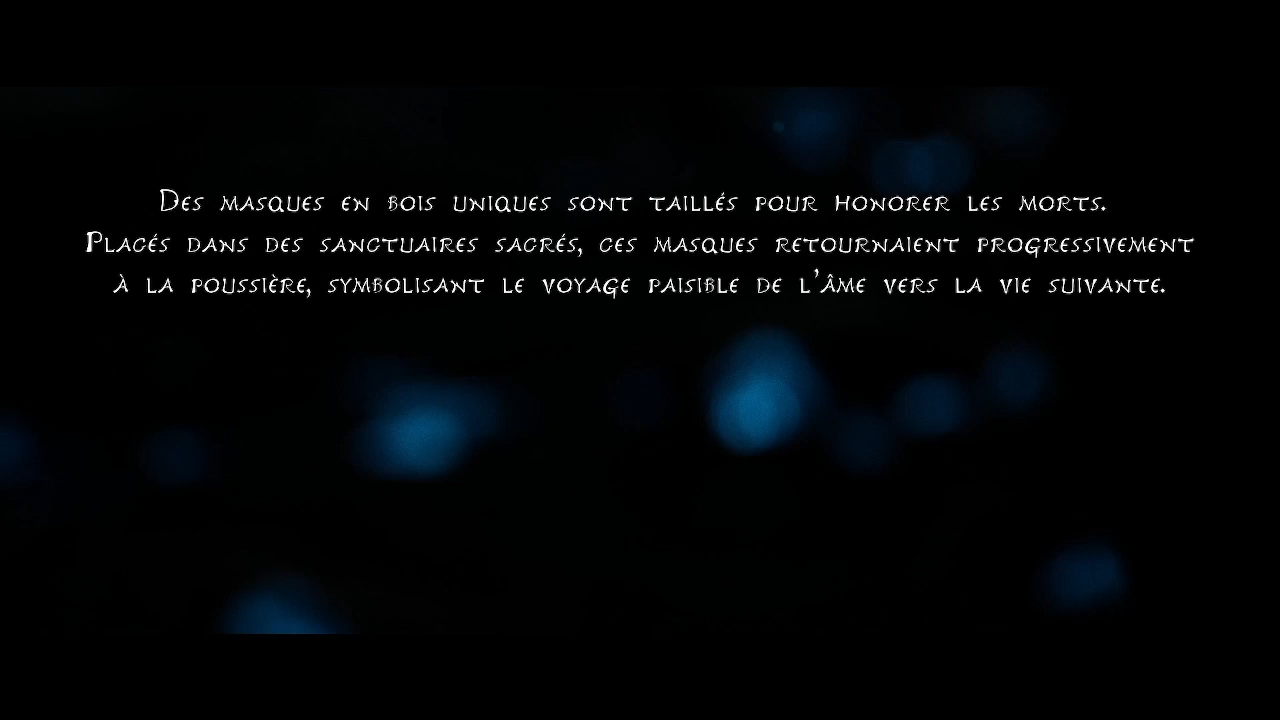 Des masques en bois uniques sont taillés pour honorer les morts.
Placés dans des sanctuaires sacrés, ces masques retournaient progressivement
à la poussière, symbolisant le voyage paisible de l'âme vers la vie suivante.